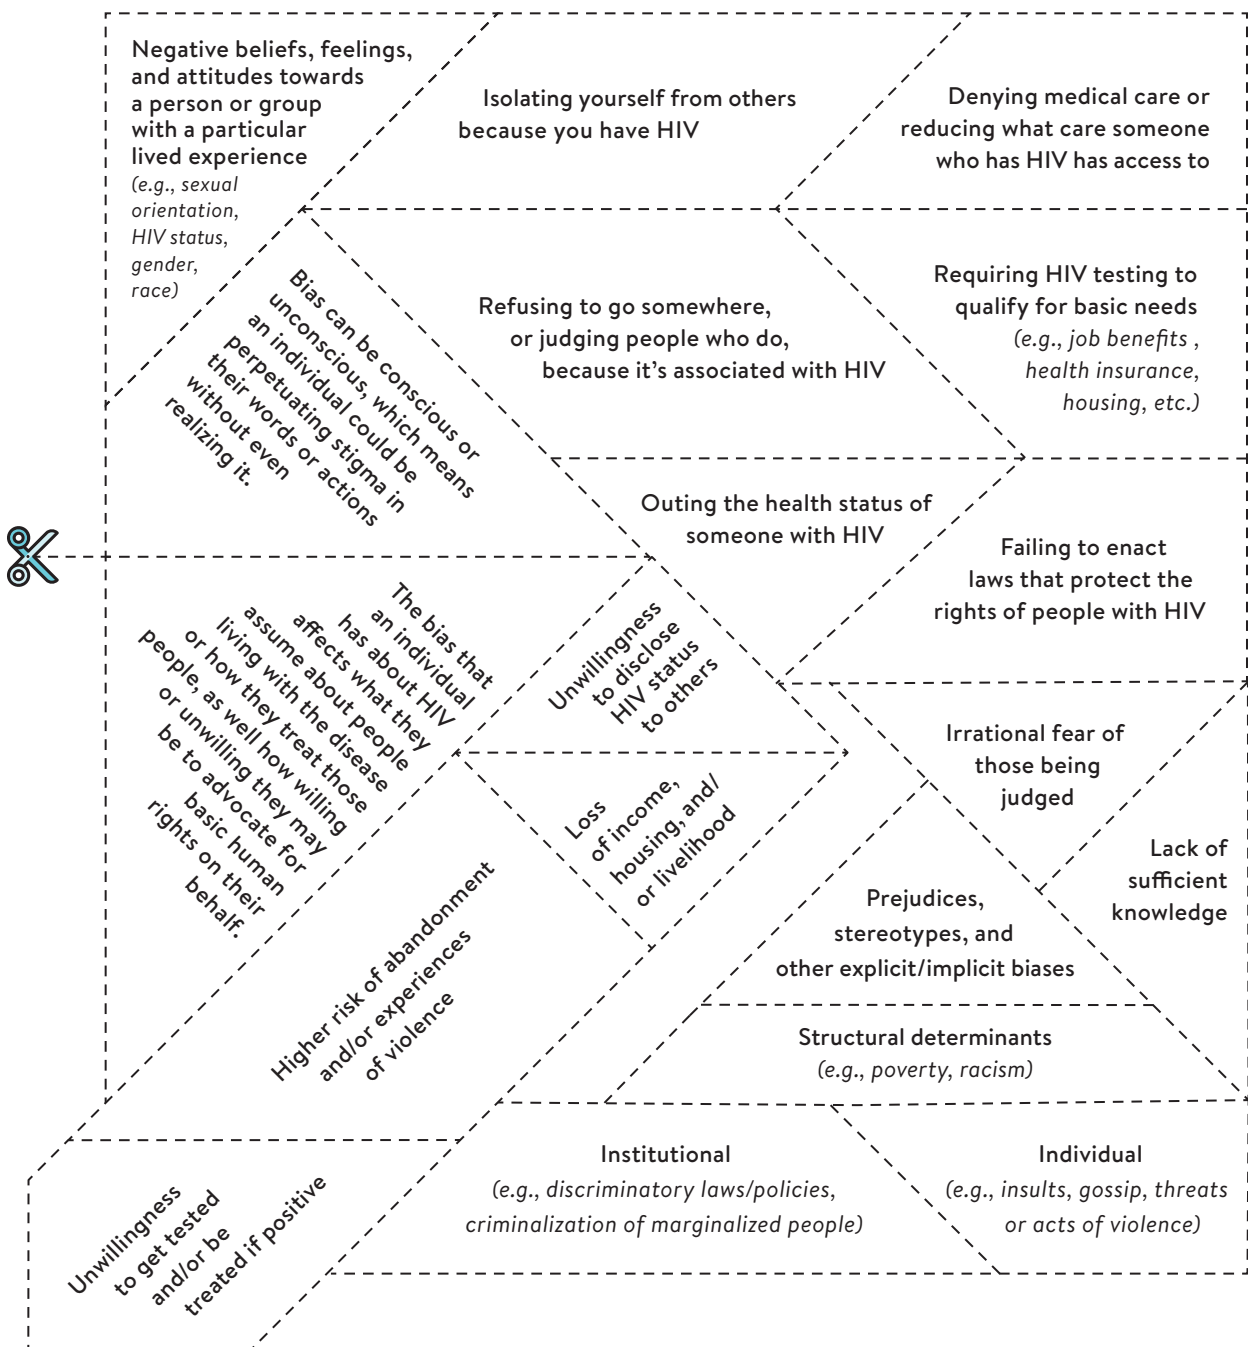 Negative beliefs, feelings,
and attitudes towards
a person or group
with a particular
lived experience
(e.g., sexual
orientation,
HIV status,
gender,
race)
Isolating yourself from others
because you have HIV
Denying medical care or
reducing what care someone
who has HIV has access to
Bias can be conscious or
unconscious, which means
an individual could be
perpetuating stigma in
their words or actions
without even
realizing it.
Refusing to go somewhere,
or judging people who do,
because it's associated with HIV
Requiring HIV testing to
qualify for basic needs
(e.g., job benefits ,
health insurance,
housing, etc.)
Outing the health status of
someone with HIV
Failing to enact
laws that protect the
rights of people with HIV
The bias that
an individual
has about HIV
affects what they
assume about people
living with the disease
or how they treat those
people, as well how willing
or unwilling they may
be to advocate for
basic human
rights on their
behalf.
Unwillingness
to disclose
HIV status
to others
Irrational fear of
those being
judged
Loss
of income,
housing, and/
or livelihood
Lack of
sufficient
knowledge
Prejudices,
stereotypes, and
other explicit/implicit biases
Higher risk of abandonment
and/or experiences
of violence
Structural determinants
(e.g., poverty, racism)
Unwillingness
to get tested
and/or be
treated if positive
Institutional
(e.g., discriminatory laws/policies,
criminalization of marginalized people)
Individual
(e.g., insults, gossip, threats
or acts of violence)